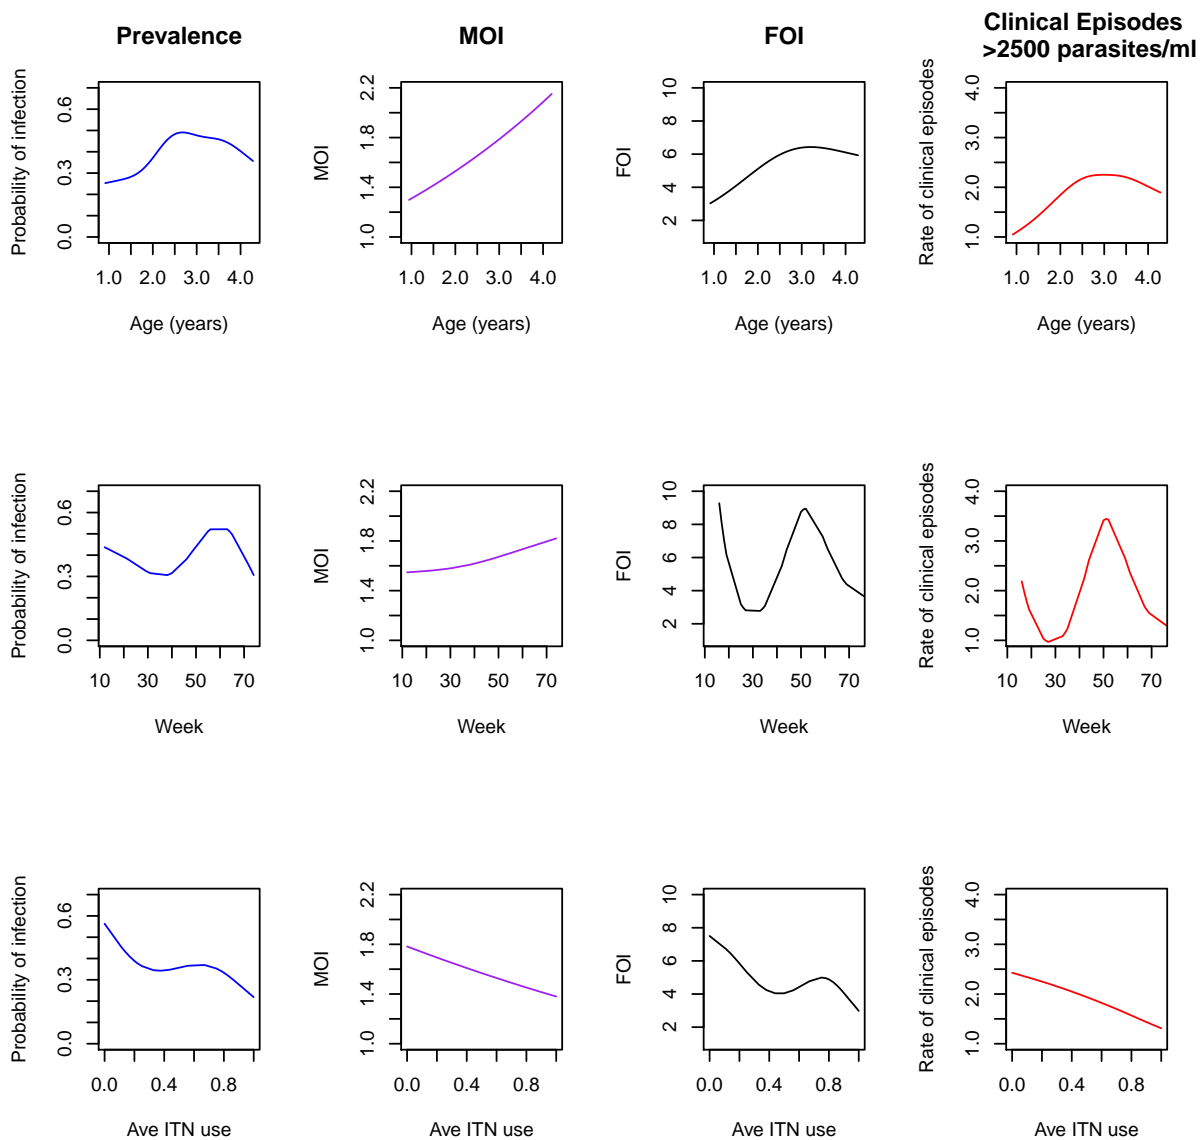 Prevalence
MOI
FOI
Clinical Episodes
>2500 parasites/ml
Probability of infection
0.0 0.3 0.6
1.0 2.0 3.0 4.0
Age (years)
MOI
1.0 1.4 1.8 2.2
1.0 2.0 3.0 4.0
Age (years)
FOI
2 4 6 8 10
1.0 2.0 3.0 4.0
Age (years)
Rate of clinical episodes
1.0 2.0 3.0 4.0
1.0 2.0 3.0 4.0
Age (years)
Probability of infection
0.0 0.3 0.6
10 30 50 70
Week
MOI
1.0 1.4 1.8 2.2
10 30 50 70
Week
FOI
2 4 6 8 10
10 30 50 70
Week
Rate of clinical episodes
1.0 2.0 3.0 4.0
10 30 50 70
Week
Probability of infection
0.0 0.3 0.6
0.0 0.4 0.8
Ave ITN use
MOI
1.0 1.4 1.8 2.2
0.0 0.4 0.8
Ave ITN use
FOI
2 4 6 8 10
0.0 0.4 0.8
Ave ITN use
Rate of clinical episodes
1.0 2.0 3.0 4.0
0.0 0.4 0.8
Ave ITN use